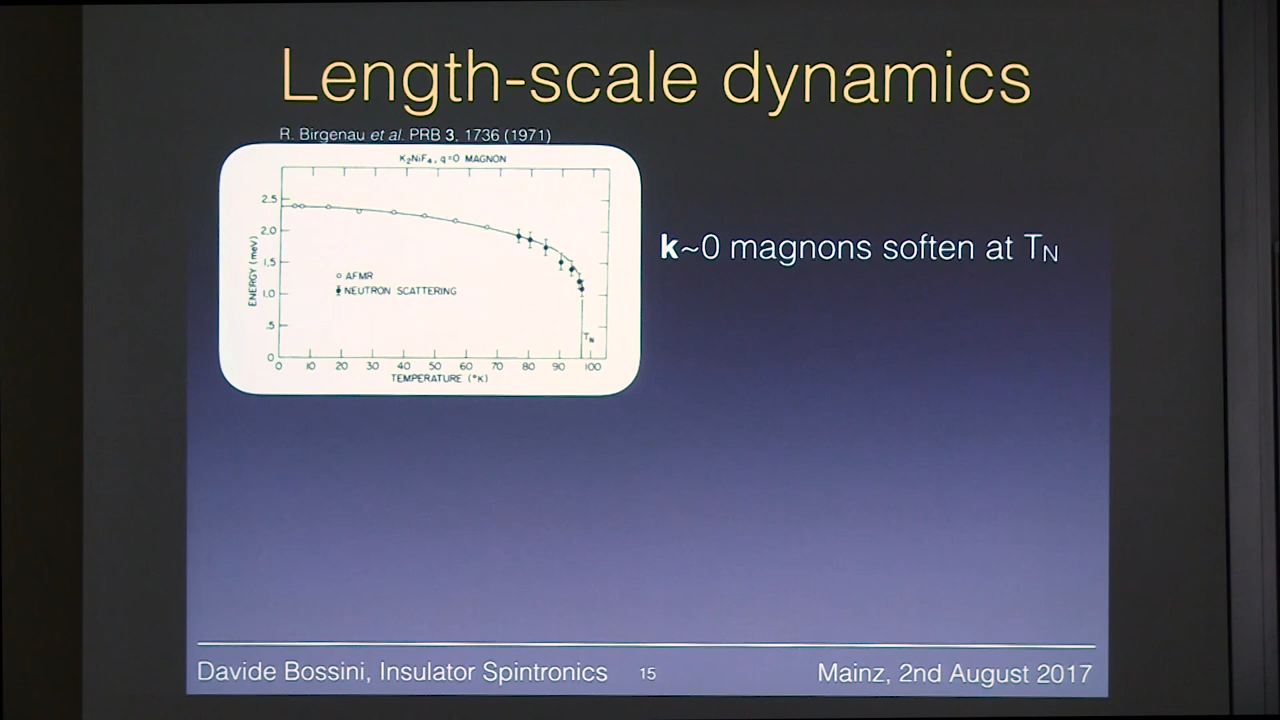 Length-scale dynamics
R. Birgenau et al. PRB 3, 1736 (1971)
K₂NiF₄, q=0 MAGNON
2.5
2.0
1.5
1.0
.5
0
ENERGY (meV)
AFMR
NEUTRON SCATTERING
T_N
0 10 20 30 40 50 60 70 80 90 100
TEMPERATURE (°K)
k~0 magnons soften at T_N
Davide Bossini, Insulator Spintronics 15 Mainz, 2nd August 2017